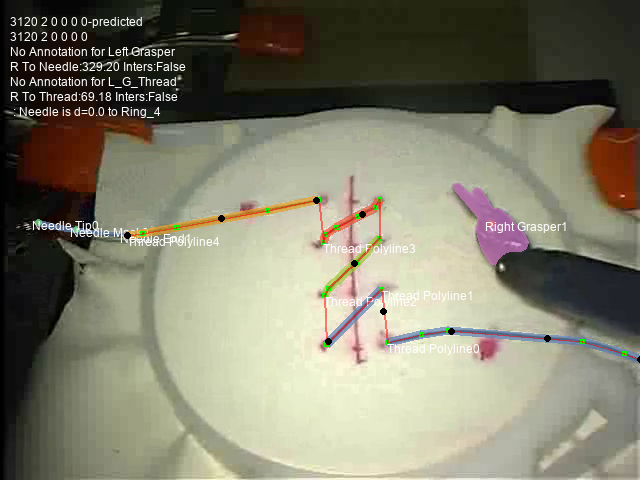 3120 2 0 0 0 0-predicted
3120 2 0 0 0 0
No Annotation for Left Grasper
R To Needle:329.20 Inters:False
No Annotation for L_G_Thread
R To Thread:69.18 Inters:False
: Needle is d=0.0 to Ring_4
Needle Tip0
Right Grasper1
Thread Polyline4
Thread Polyline3
Thread Polyline1
Thread Polyline2
Thread Polyline0